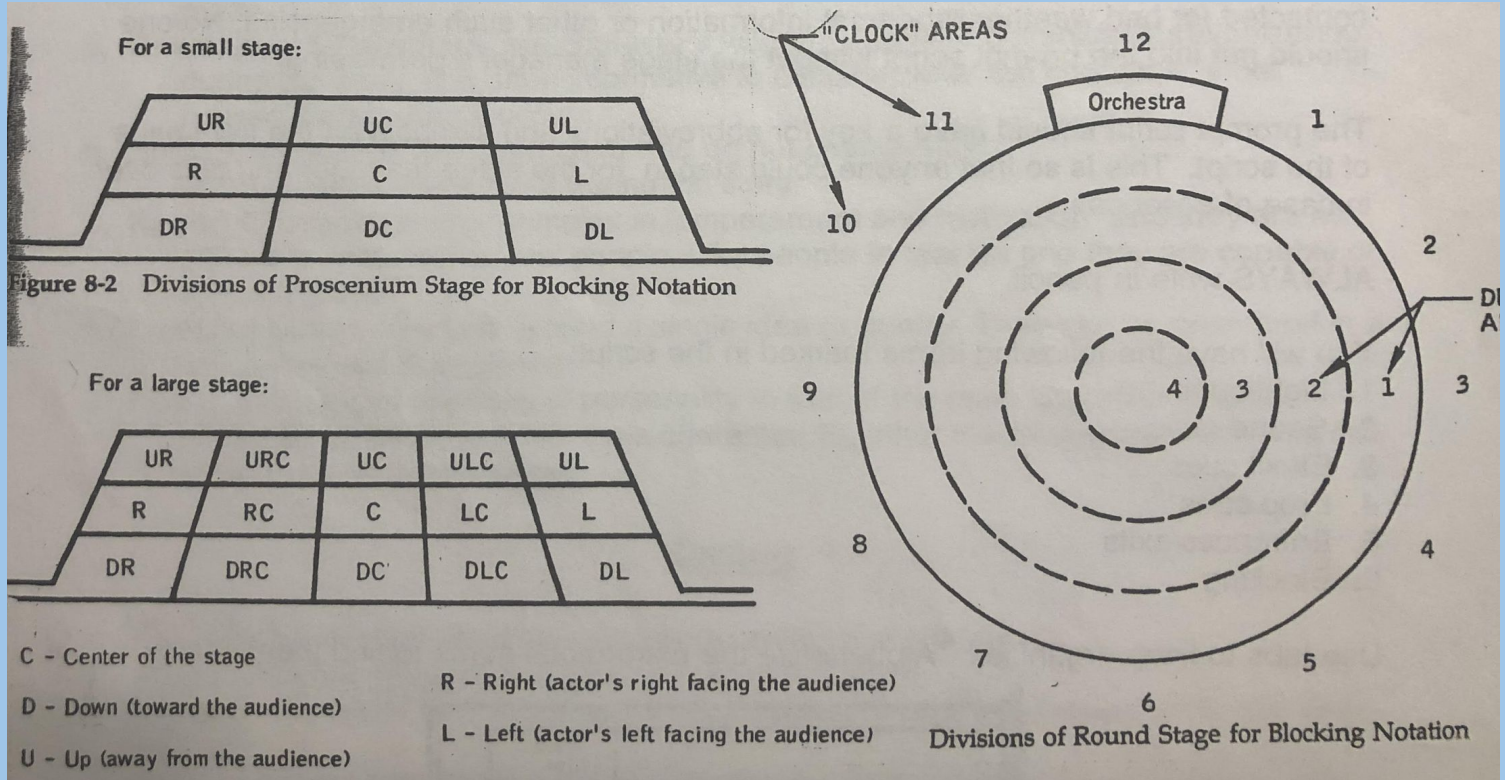 For a small stage:
UR UC UL
R C L
DR DC DL
Figure 8-2 Divisions of Proscenium Stage for Blocking Notation
For a large stage:
UR URC UC ULC UL
R RC C LC L
DR DRC DC DLC DL
C - Center of the stage
D - Down (toward the audience)
U - Up (away from the audience)
R - Right (actor's right facing the audience)
L - Left (actor's left facing the audience)
"CLOCK" AREAS
12
Orchestra
11
1
10
2
9
4 3 2 1
3
8
4
7
5
6
Divisions of Round Stage for Blocking Notation